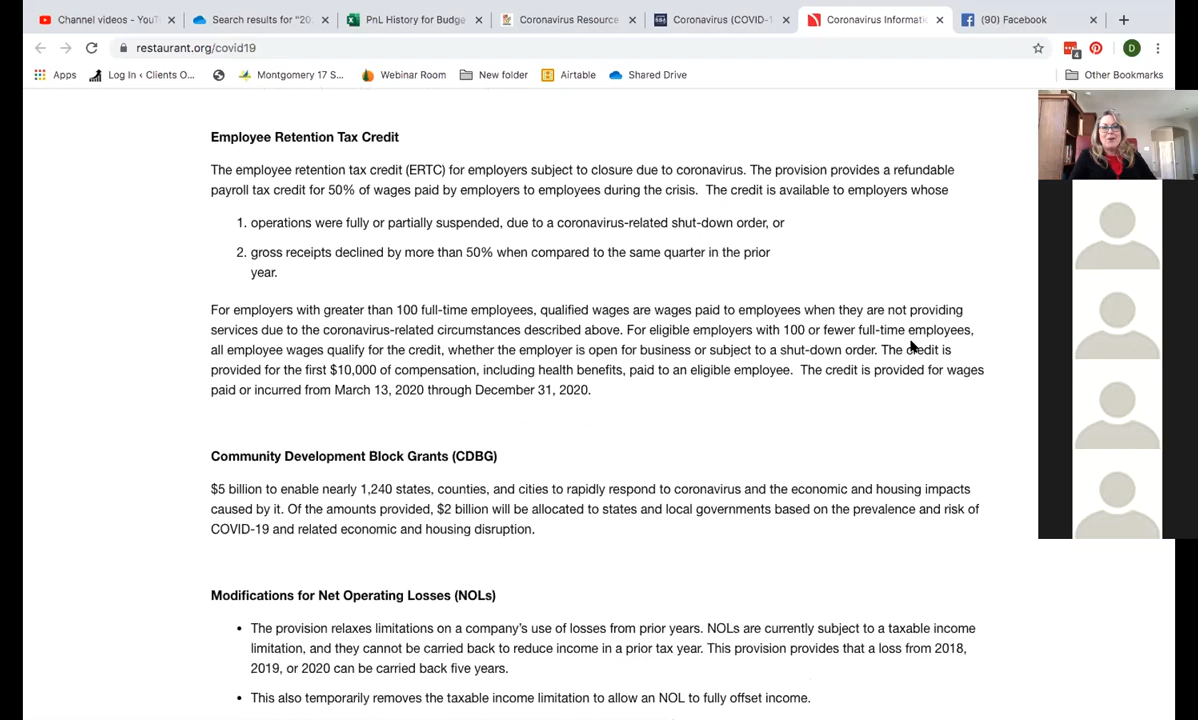 Channel videos - YouT
Search results for "20
PnL History for Budge
Coronavirus Resource
Coronavirus (COVID-1
Coronavirus Informati
(90) Facebook
restaurant.org/covid19
4
D
Apps
Log In ‹ Clients O...
Montgomery 17 S...
Webinar Room
New folder
Airtable
Shared Drive
Other Bookmarks
Employee Retention Tax Credit
The employee retention tax credit (ERTC) for employers subject to closure due to coronavirus. The provision provides a refundable
payroll tax credit for 50% of wages paid by employers to employees during the crisis. The credit is available to employers whose
1. operations were fully or partially suspended, due to a coronavirus-related shut-down order, or
2. gross receipts declined by more than 50% when compared to the same quarter in the prior
year.
For employers with greater than 100 full-time employees, qualified wages are wages paid to employees when they are not providing
services due to the coronavirus-related circumstances described above. For eligible employers with 100 or fewer full-time employees,
all employee wages qualify for the credit, whether the employer is open for business or subject to a shut-down order. The credit is
provided for the first $10,000 of compensation, including health benefits, paid to an eligible employee. The credit is provided for wages
paid or incurred from March 13, 2020 through December 31, 2020.
Community Development Block Grants (CDBG)
$5 billion to enable nearly 1,240 states, counties, and cities to rapidly respond to coronavirus and the economic and housing impacts
caused by it. Of the amounts provided, $2 billion will be allocated to states and local governments based on the prevalence and risk of
COVID-19 and related economic and housing disruption.
Modifications for Net Operating Losses (NOLs)
• The provision relaxes limitations on a company's use of losses from prior years. NOLs are currently subject to a taxable income
limitation, and they cannot be carried back to reduce income in a prior tax year. This provision provides that a loss from 2018,
2019, or 2020 can be carried back five years.
• This also temporarily removes the taxable income limitation to allow an NOL to fully offset income.